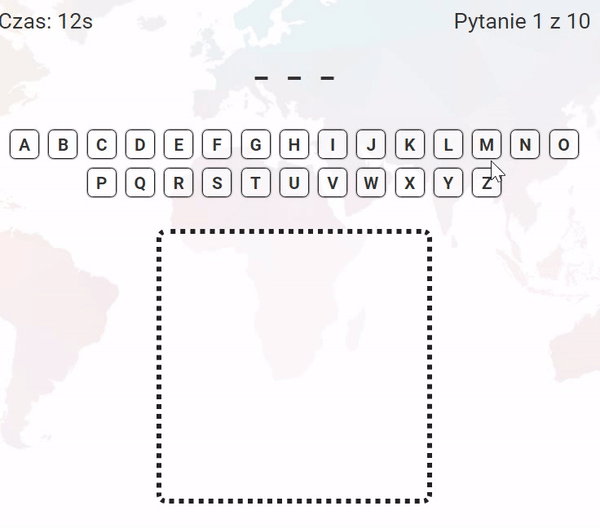 Czas: 12s Pytanie 1 z 10
_ _ _
A B C D E F G H I J K L M N O
P Q R S T U V W X Y Z